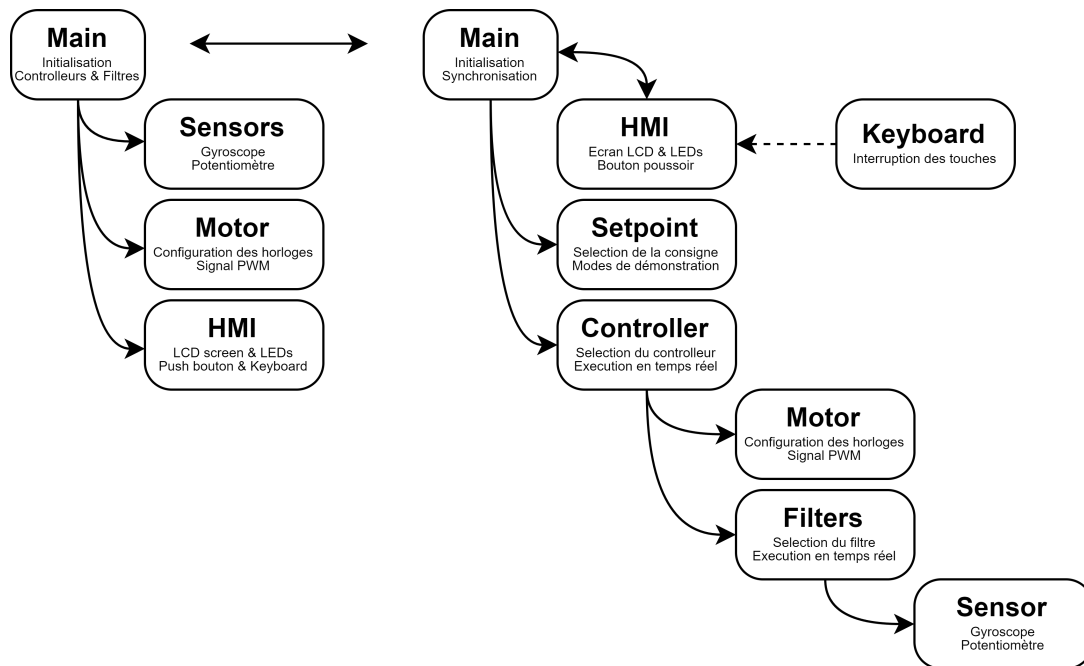 Main
Initialisation
Controlleurs & Filtres
Sensors
Gyroscope
Potentiomètre
Motor
Configuration des horloges
Signal PWM
HMI
LCD screen & LEDs
Push bouton & Keyboard
Main
Initialisation
Synchronisation
HMI
Ecran LCD & LEDs
Bouton poussoir
Keyboard
Interruption des touches
Setpoint
Selection de la consigne
Modes de démonstration
Controller
Selection du controlleur
Execution en temps réel
Motor
Configuration des horloges
Signal PWM
Filters
Selection du filtre
Execution en temps réel
Sensor
Gyroscope
Potentiomètre